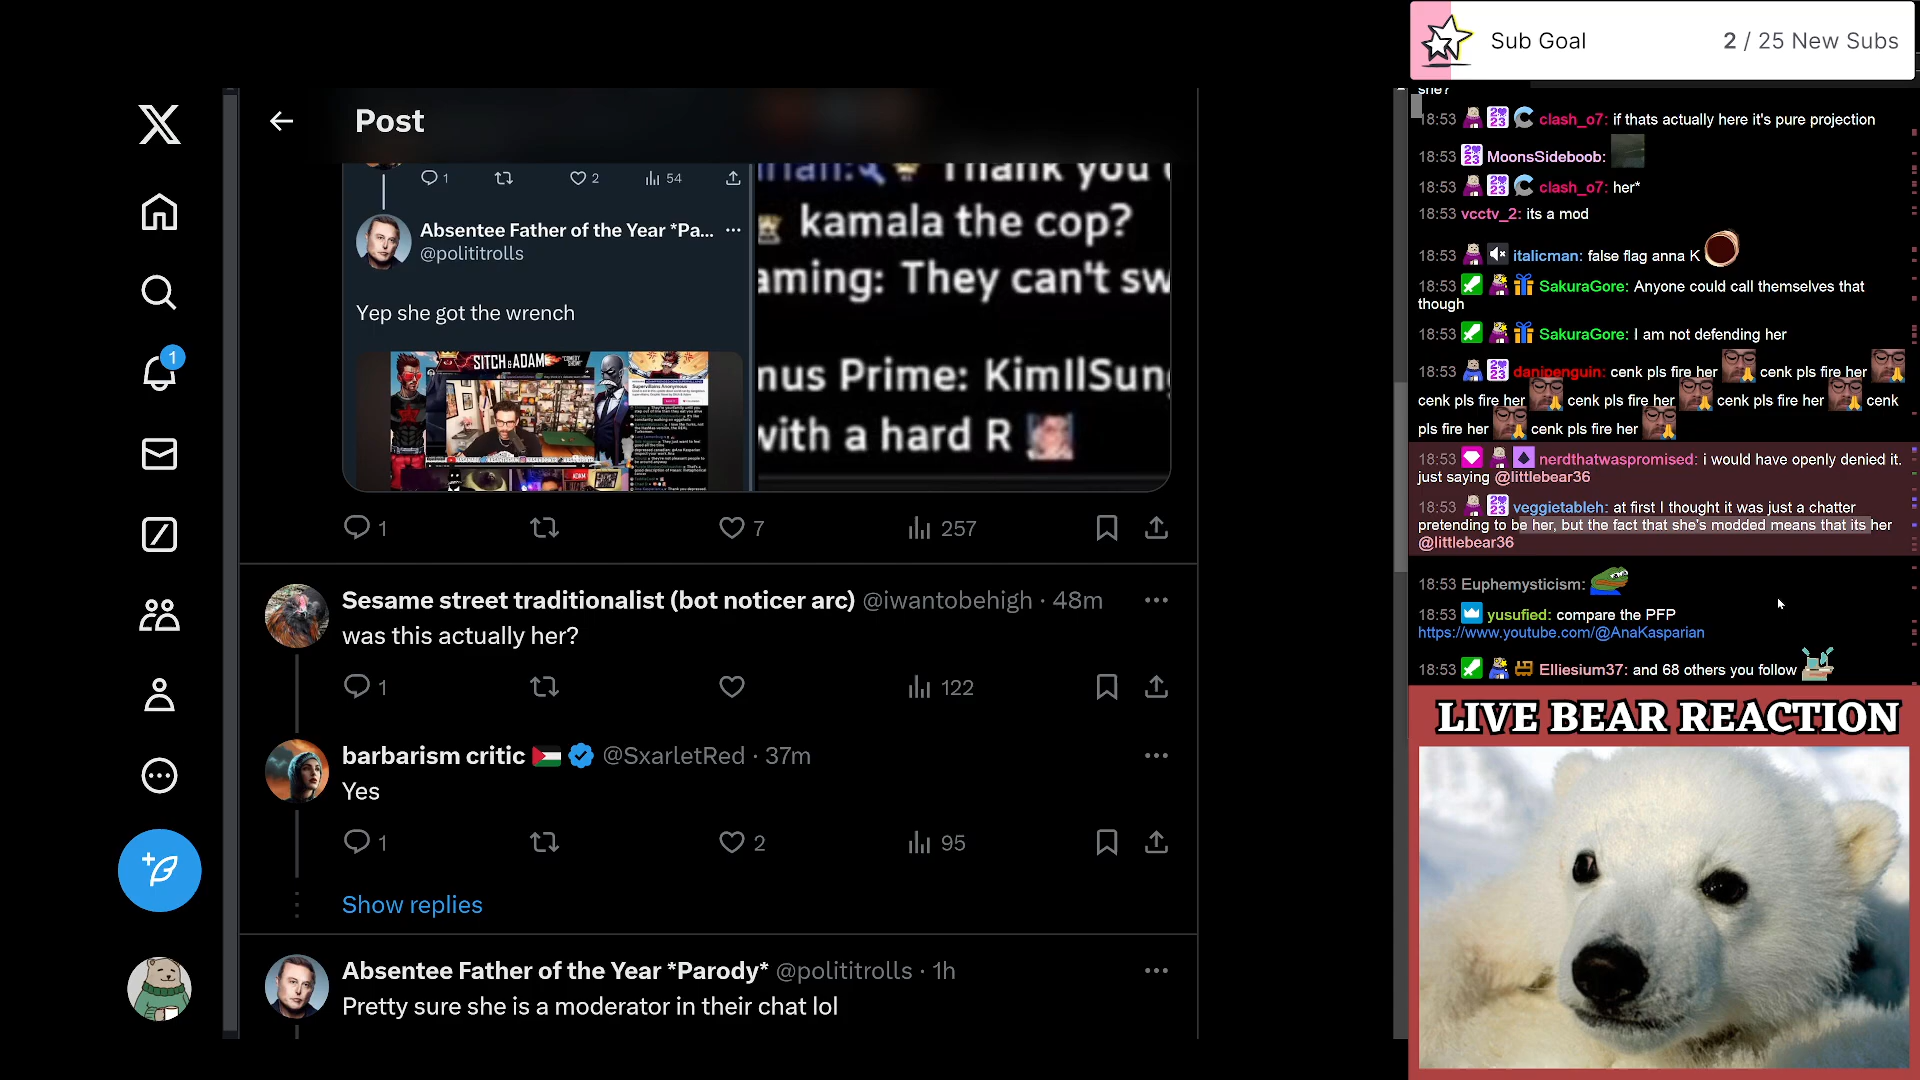 Sub Goal
2 / 25 New Subs
Post
she?
18:53 clash_o7: if thats actually here it's pure projection
18:53 MoonsSideboob:
18:53 clash_o7: her*
18:53 vcctv_2: its a mod
18:53 italicman: false flag anna K
18:53 SakuraGore: Anyone could call themselves that
though
18:53 SakuraGore: I am not defending her
18:53 danipenguin: cenk pls fire her cenk pls fire her
cenk pls fire her cenk pls fire her cenk pls fire her cenk
pls fire her cenk pls fire her
18:53 nerdthatwaspromised: i would have openly denied it.
just saying @littlebear36
18:53 veggietableh: at first I thought it was just a chatter
pretending to be her, but the fact that she's modded means that its her
@littlebear36
18:53 Euphemysticism:
18:53 yusufied: compare the PFP
https://www.youtube.com/@AnaKasparian
18:53 Elliesium37: and 68 others you follow
LIVE BEAR REACTION
1
1
2
54
Absentee Father of the Year *Pa...
@polititrolls
Yep she got the wrench
SITCH & ADAM
Thank you
kamala the cop?
aming: They can't sw
nus Prime: KimIlSung
with a hard R
1
7
257
Sesame street traditionalist (bot noticer arc) @iwantobehigh · 48m
was this actually her?
1
122
barbarism critic @SxarletRed · 37m
Yes
1
2
95
Show replies
Absentee Father of the Year *Parody* @polititrolls · 1h
Pretty sure she is a moderator in their chat lol